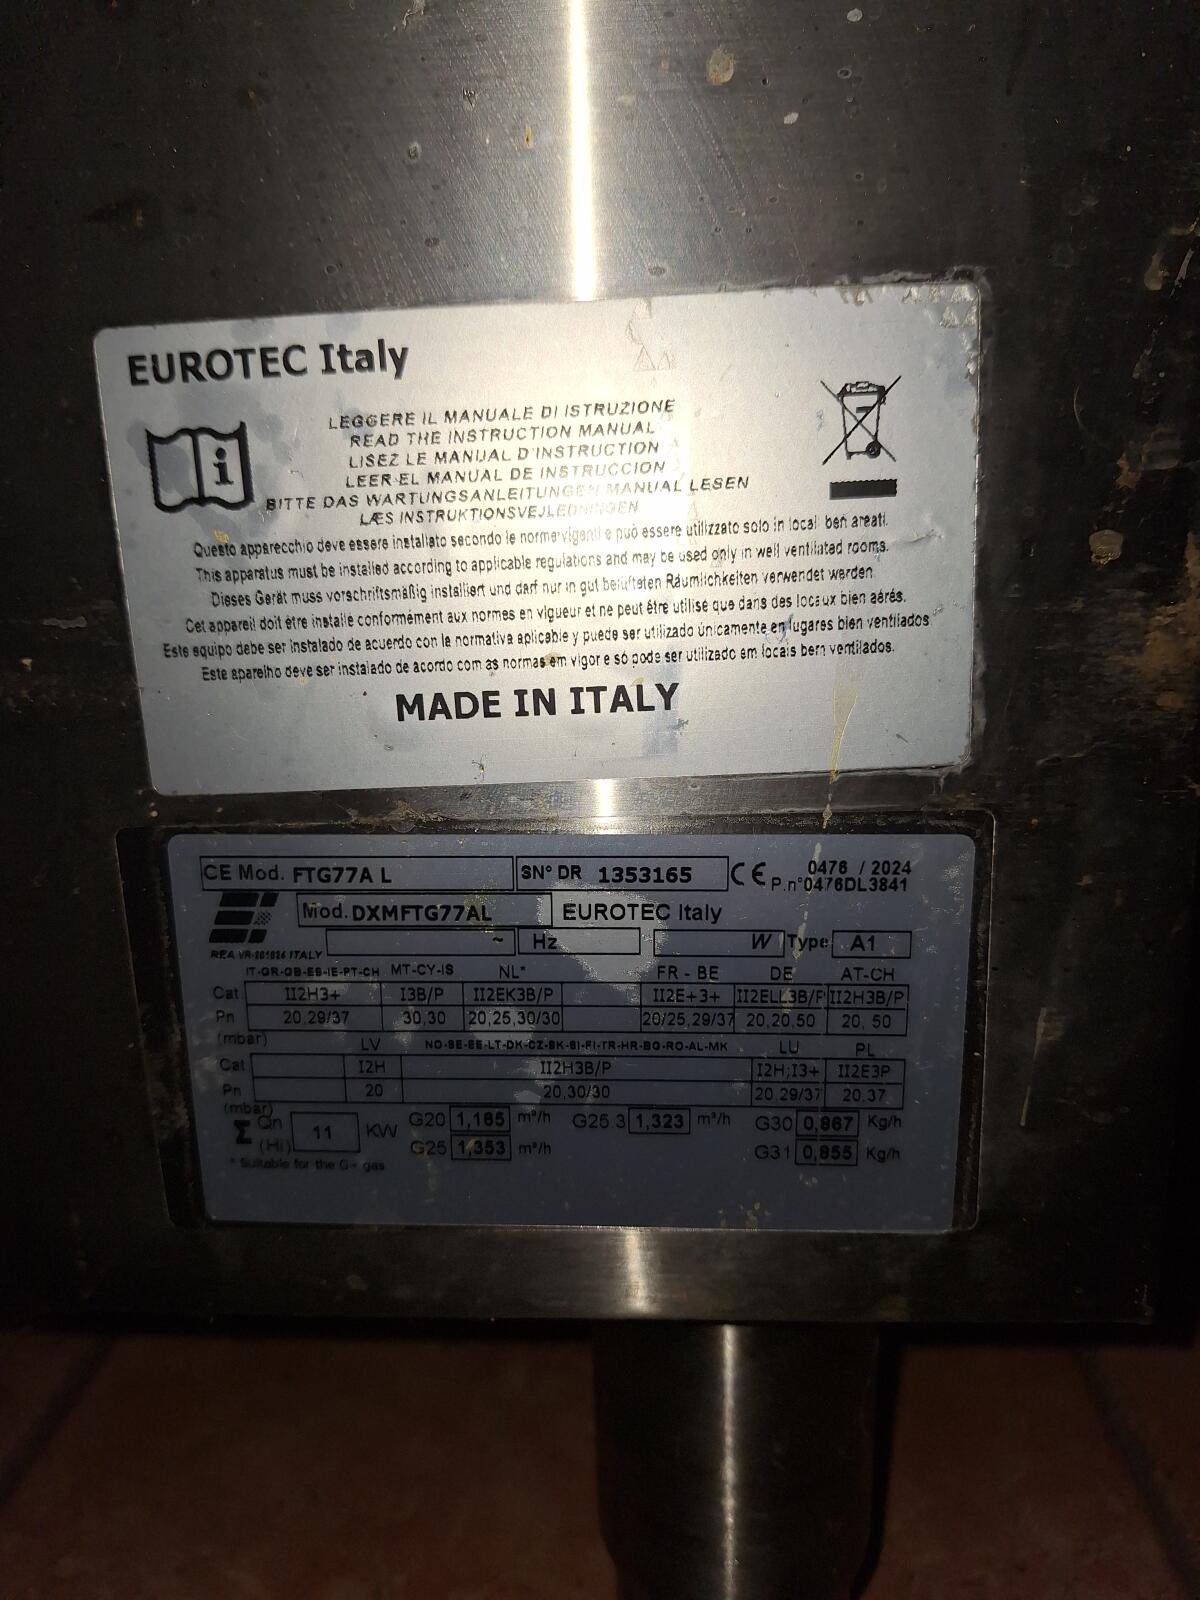 EUROTEC Italy
LEGGERE IL MANUALE DI ISTRUZIONE
READ THE INSTRUCTION MANUAL
LISEZ LE MANUAL D'INSTRUCTION
LEER EL MANUAL DE INSTRUCCION
BITTE DAS WARTUNGSANLEITUNGEN MANUAL LESEN
LÆS INSTRUKTIONSVEJLEDNINGEN
Questo apparecchio deve essere installato secondo le norme vigenti e può essere utilizzato solo in locali ben areati.
This apparatus must be installed according to applicable regulations and may be used only in well ventilated rooms.
Dieses Gerät muss vorschriftsmäßig installiert und darf nur in gut belüfteten Räumlichkeiten verwendet werden.
Cet appareil doit être installé conformément aux normes en vigueur et ne peut être utilisé que dans des locaux bien aérés.
Este equipo debe ser instalado de acuerdo con la normativa aplicable y puede ser utilizado únicamente en lugares bien ventilados
Este aparelho deve ser instalado de acordo com as normas em vigor e só pode ser utilizado em locais bem ventilados.
MADE IN ITALY
CE Mod. FTG77A L SN° DR 1353165 CE 0476 / 2024
P.n°0476DL3841
Mod. DXMFTG77AL EUROTEC Italy
~ Hz W Type A1
ITALY
IT-GR-GB-ES-IE-PT-CH MT-CY-IS NL* FR - BE DE AT-CH
Cat II2H3+ I3B/P II2EK3B/P II2E+3+ II2ELL3B/P II2H3B/P
Pn 20,29/37 30,30 20,25,30/30 20/25,29/37 20,20,50 20, 50
(mbar) LV NO-SE-EE-LT-DK-CZ-SK-SI-FI-TR-HR-BG-RO-AL-MK LU PL
Cat I2H II2H3B/P I2H;I3+ II2E3P
Pn 20 20,30/30 20,29/37 20,37
(mbar)
Σ Qn (Hi) 11 KW G20 1,165 m³/h G25.3 1,323 m³/h G30 0,867 Kg/h
G25 1,353 m³/h G31 0,855 Kg/h
* Suitable for the G+ gas